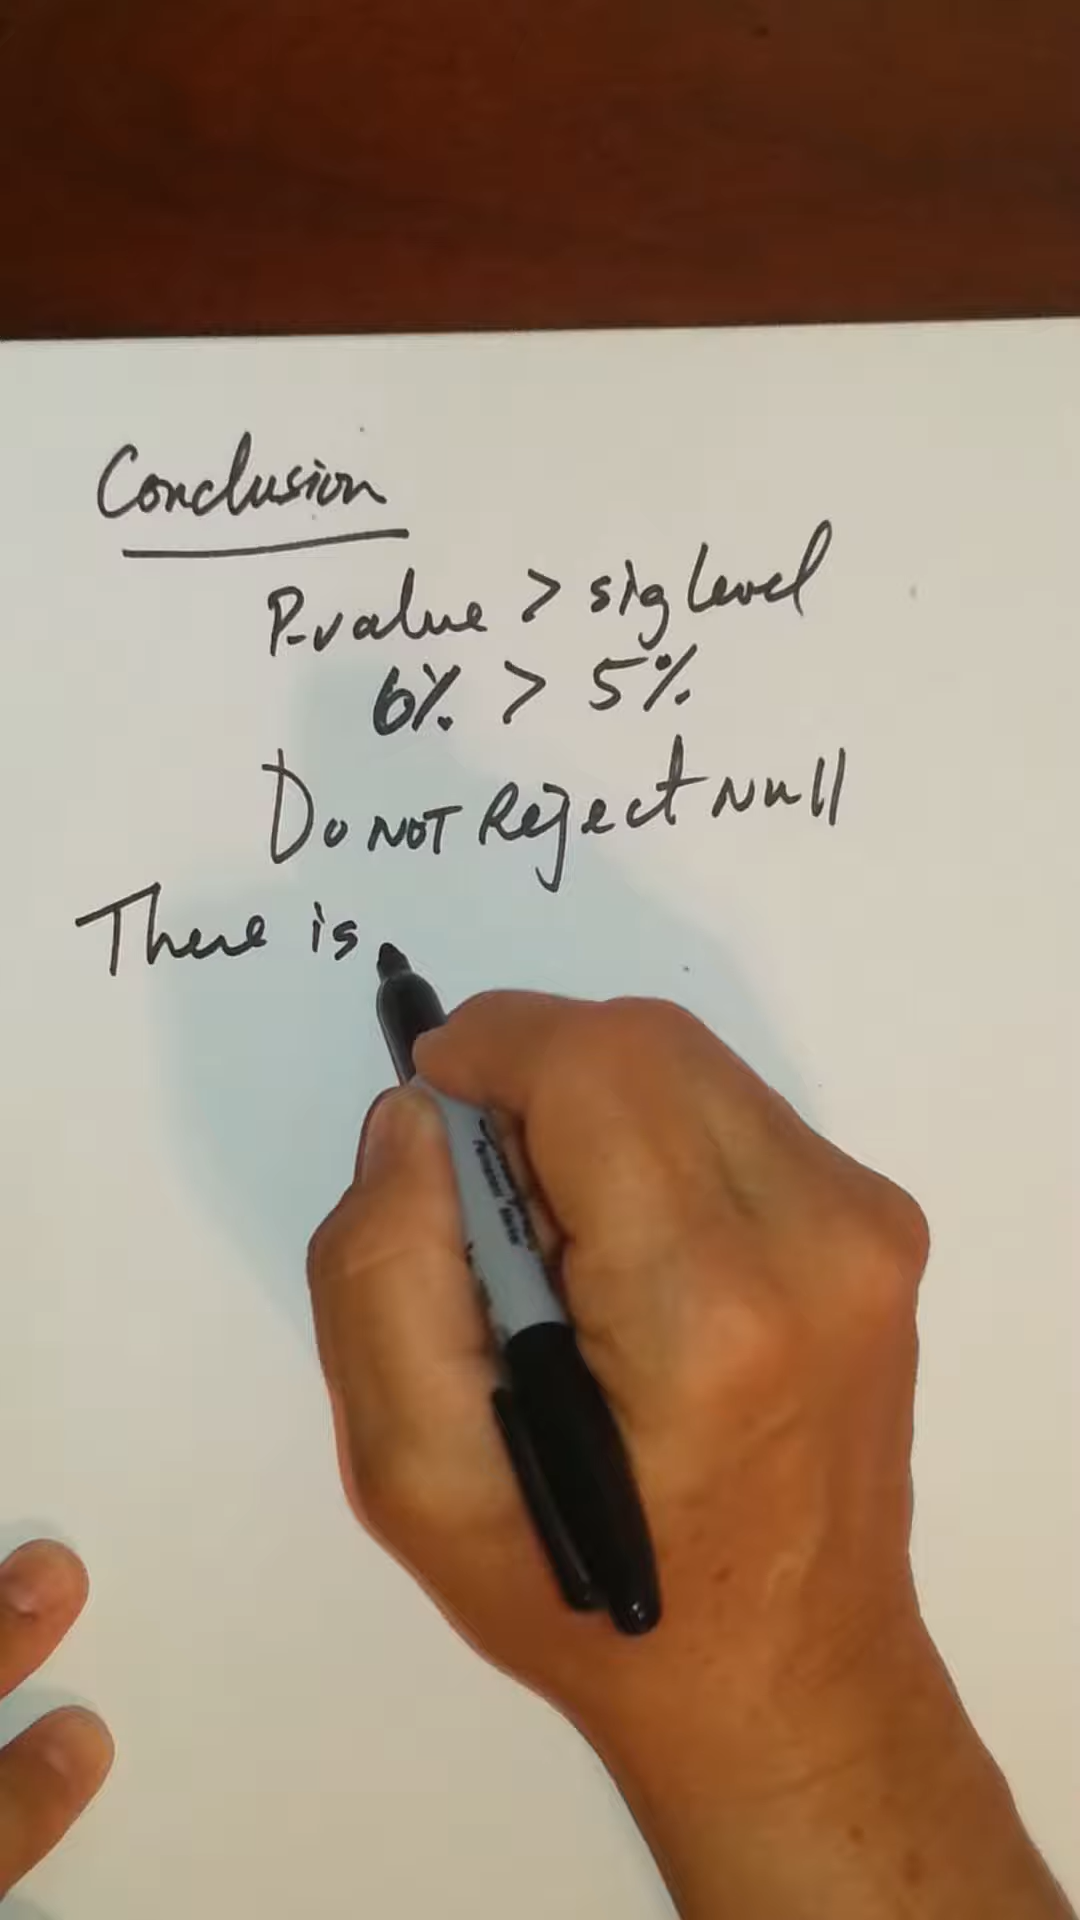 Conclusion
P-value > sig level
6% > 5%
Do NOT Reject Null
There is